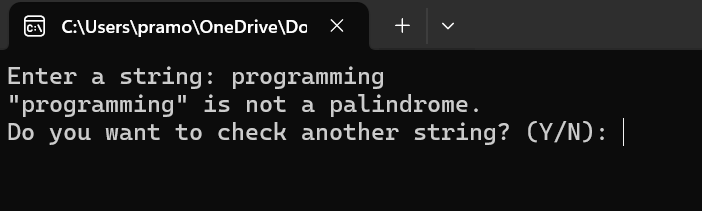 C:\Users\pramo\OneDrive\Do
Enter a string: programming
"programming" is not a palindrome.
Do you want to check another string? (Y/N):